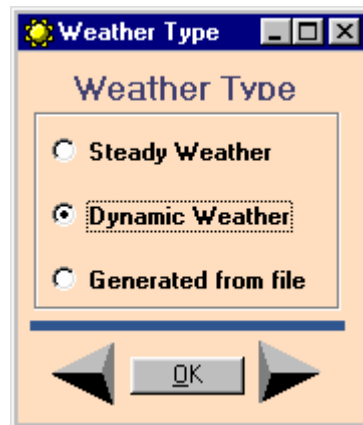 Weather Type
Weather Type
Steady Weather
Dynamic Weather
Generated from file
OK